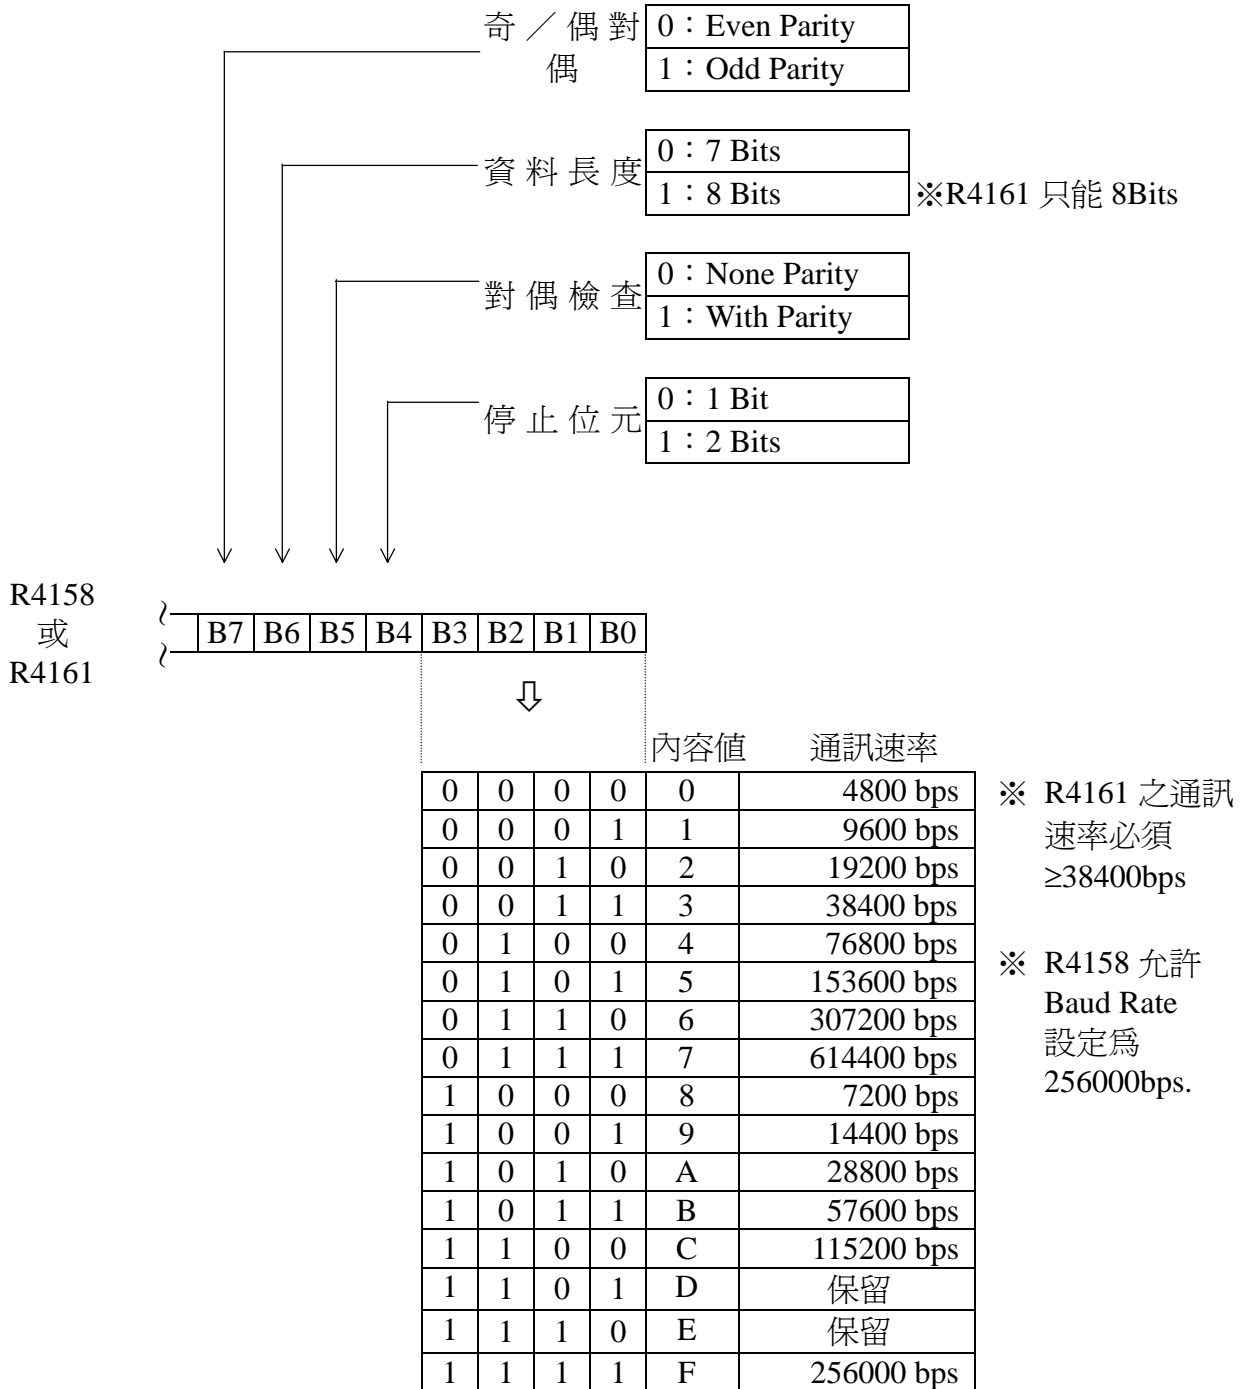 奇／偶對偶
0：Even Parity
1：Odd Parity
資料長度
0：7 Bits
1：8 Bits
※R4161 只能 8Bits
對偶檢查
0：None Parity
1：With Parity
停止位元
0：1 Bit
1：2 Bits
R4158
或
R4161
B7 B6 B5 B4 B3 B2 B1 B0
內容值 通訊速率
0 0 0 0 0 4800 bps
0 0 0 1 1 9600 bps
0 0 1 0 2 19200 bps
0 0 1 1 3 38400 bps
0 1 0 0 4 76800 bps
0 1 0 1 5 153600 bps
0 1 1 0 6 307200 bps
0 1 1 1 7 614400 bps
1 0 0 0 8 7200 bps
1 0 0 1 9 14400 bps
1 0 1 0 A 28800 bps
1 0 1 1 B 57600 bps
1 1 0 0 C 115200 bps
1 1 0 1 D 保留
1 1 1 0 E 保留
1 1 1 1 F 256000 bps
※ R4161 之通訊
速率必須
≥38400bps
※ R4158 允許
Baud Rate
設定爲
256000bps.